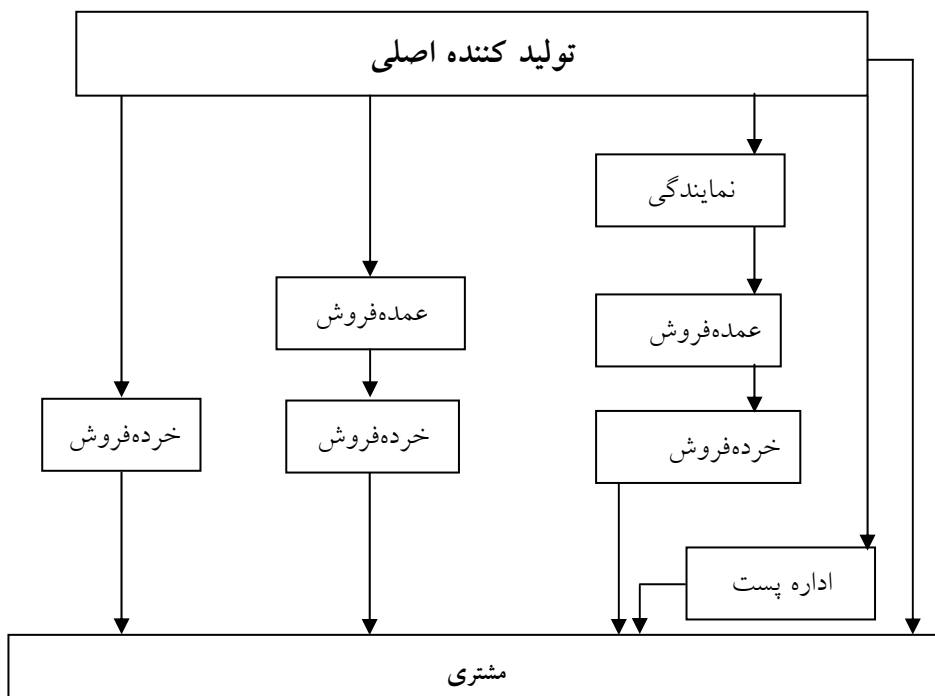 تولید کننده اصلی
نمایندگی
عمده‌فروش
عمده‌فروش
خرده‌فروش
خرده‌فروش
خرده‌فروش
اداره پست
مشتری